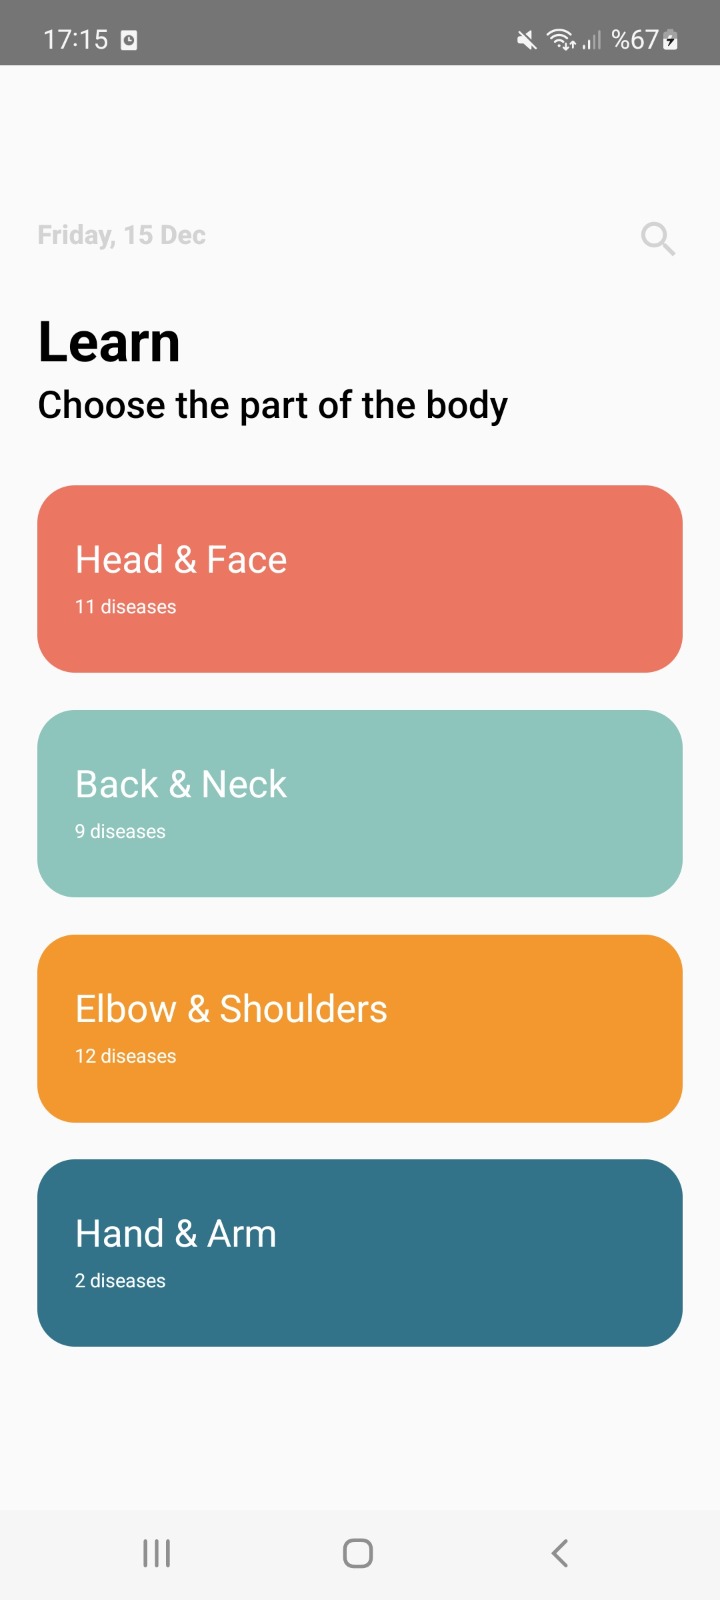 17:15 %67
Friday, 15 Dec
Learn
Choose the part of the body
Head & Face
11 diseases
Back & Neck
9 diseases
Elbow & Shoulders
12 diseases
Hand & Arm
2 diseases